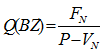 Q(BZ) = F_N / (P − V_N)